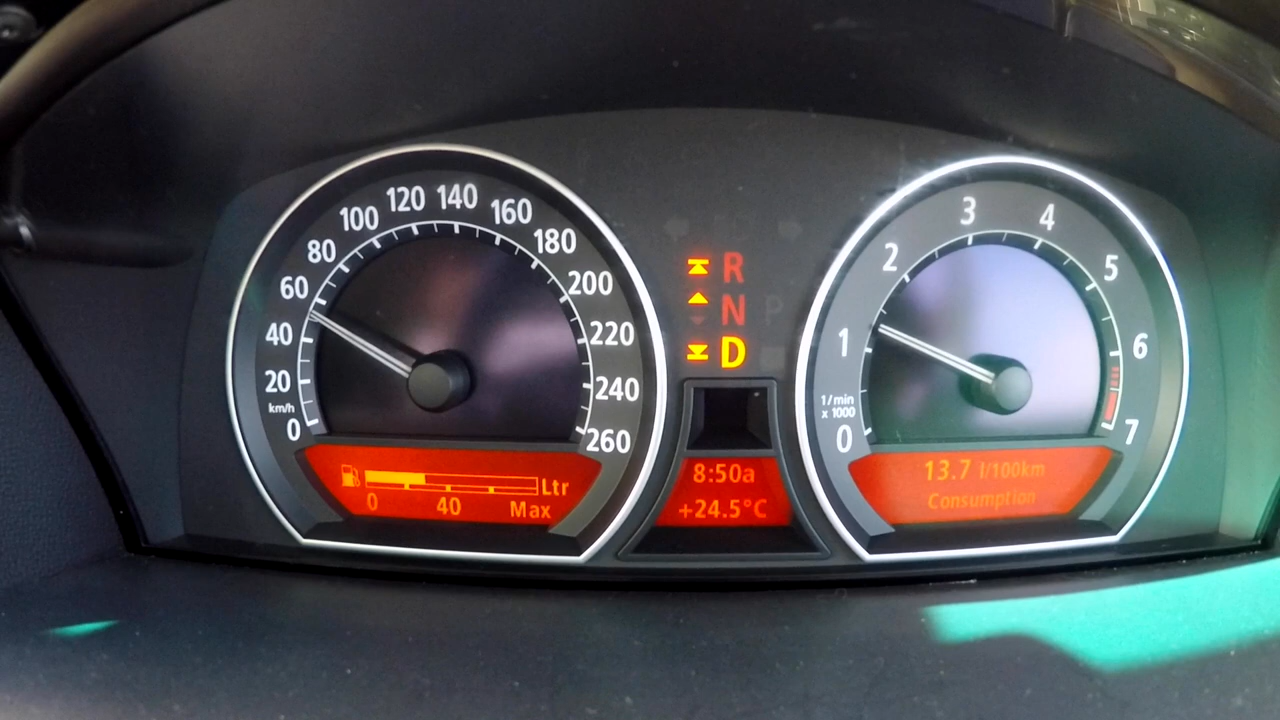 0
20
40
60
80
100
120
140
160
180
200
220
240
260
km/h
0 40 Max
Ltr
R
N P
D
8:50a
+24.5°C
0
1
2
3
4
5
6
7
1/min
x 1000
13.7 l/100km
Consumption